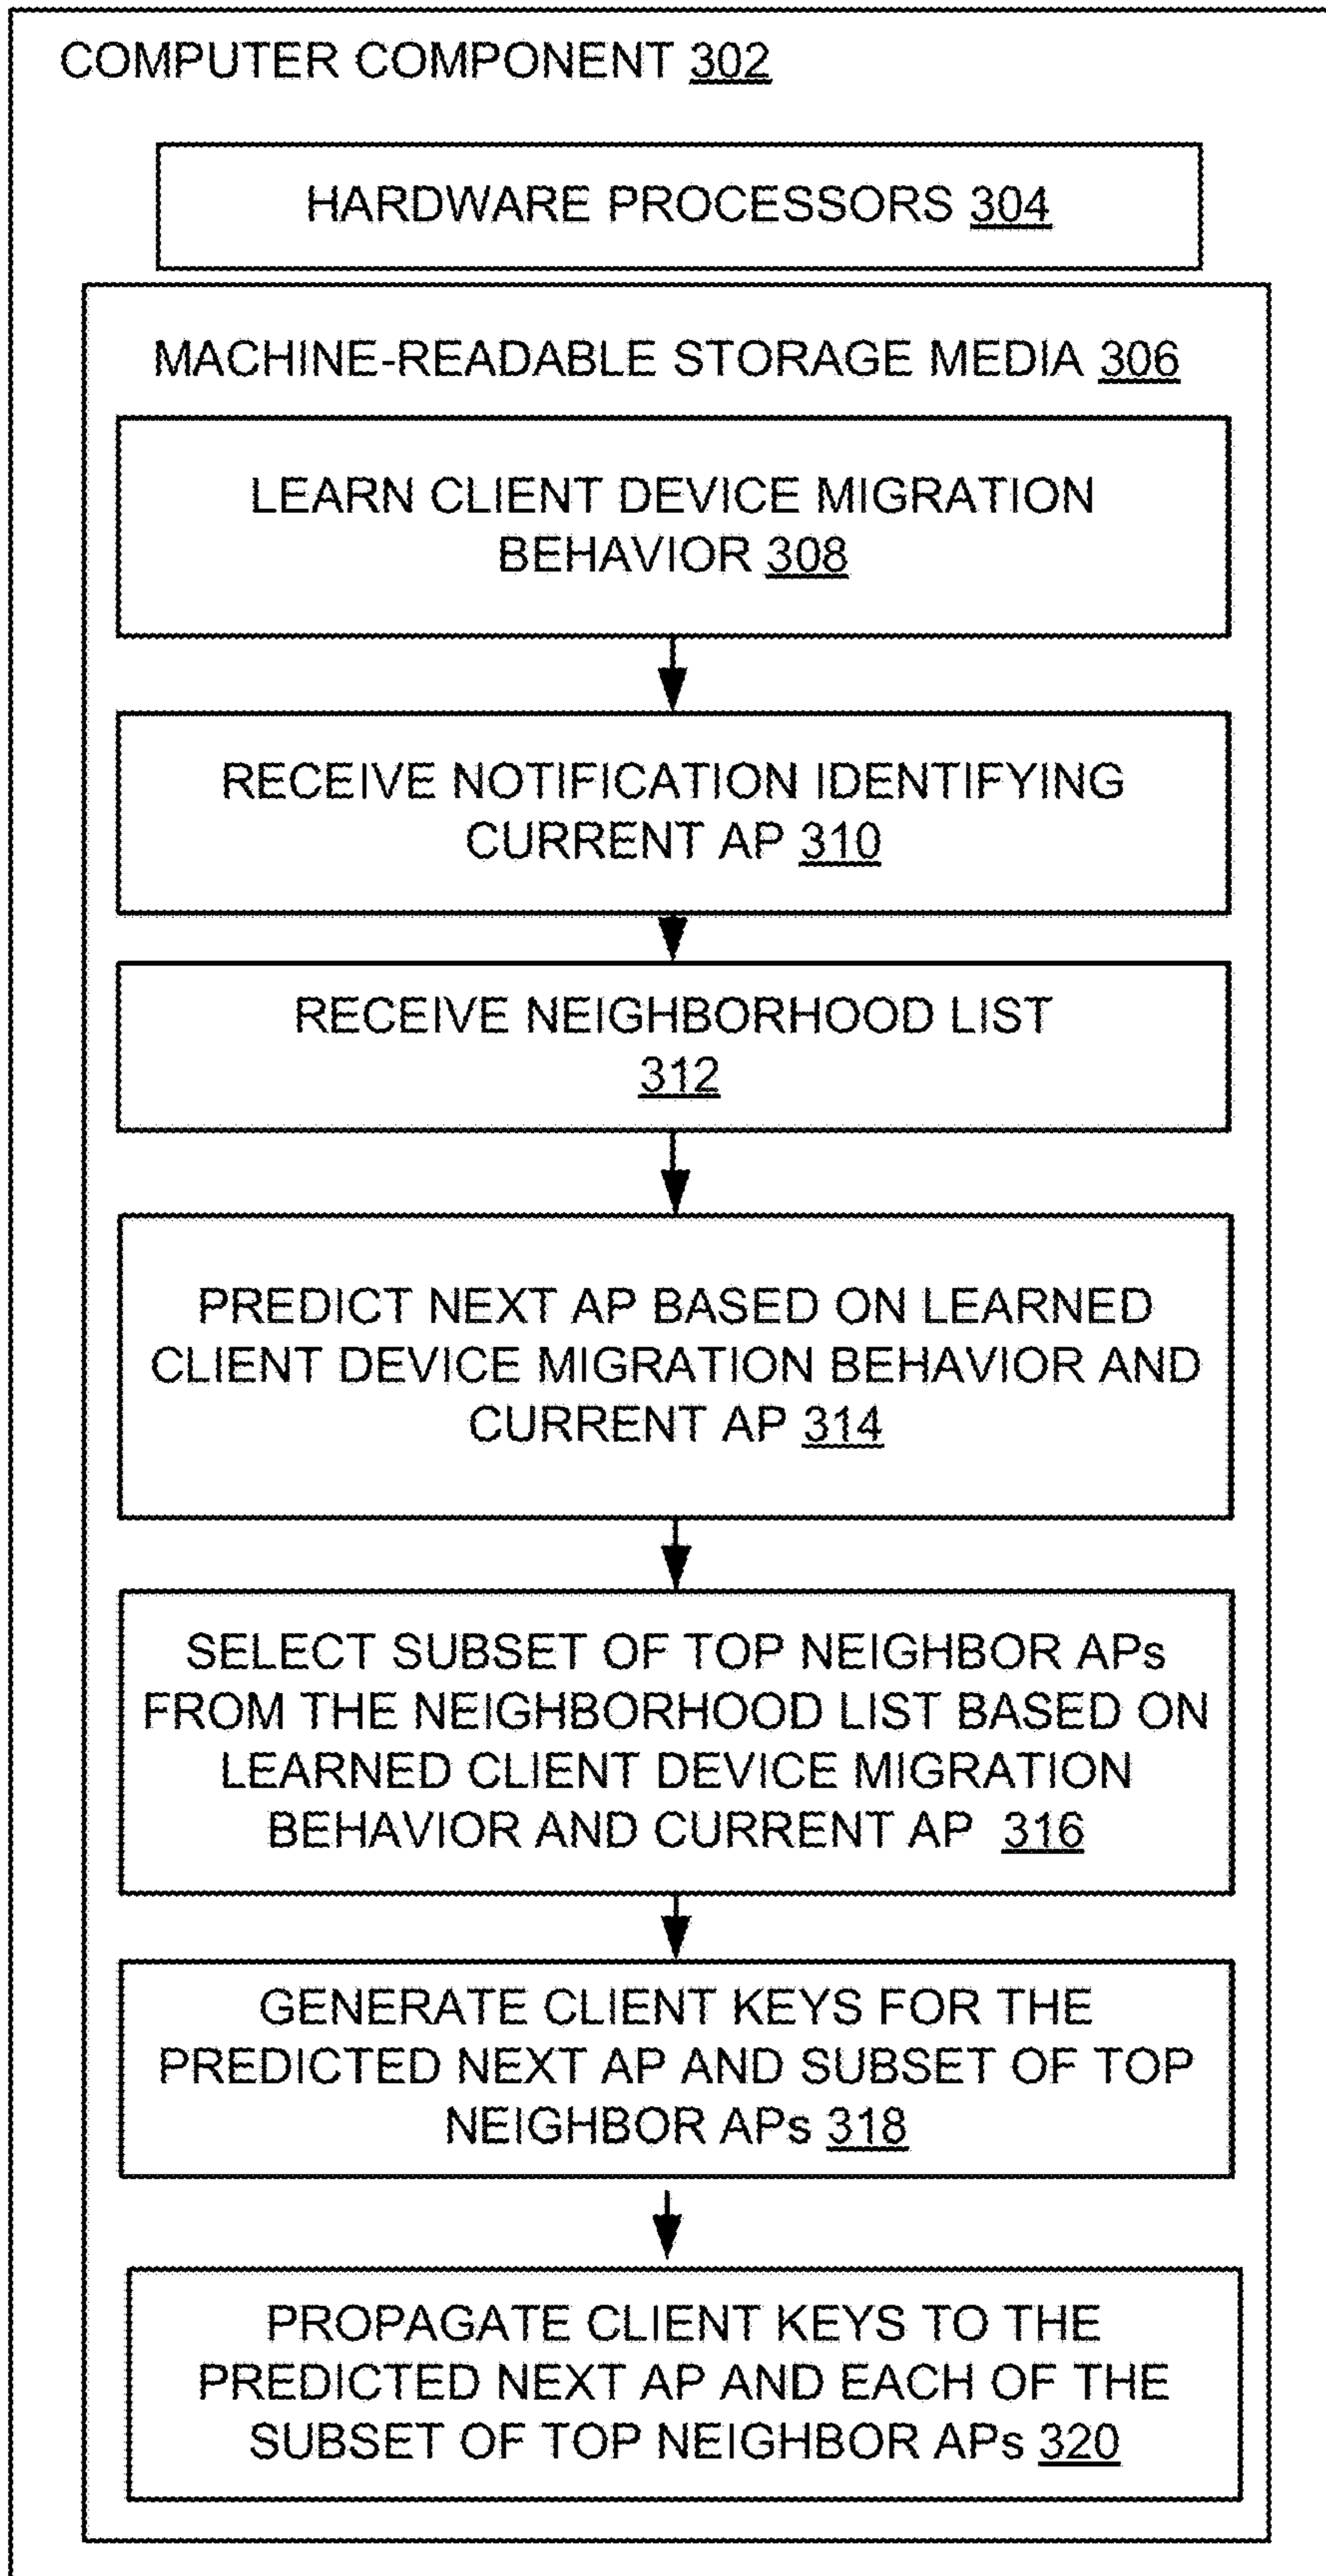 COMPUTER COMPONENT 302
HARDWARE PROCESSORS 304
MACHINE-READABLE STORAGE MEDIA 306
LEARN CLIENT DEVICE MIGRATION
BEHAVIOR 308
RECEIVE NOTIFICATION IDENTIFYING
CURRENT AP 310
RECEIVE NEIGHBORHOOD LIST
312
PREDICT NEXT AP BASED ON LEARNED
CLIENT DEVICE MIGRATION BEHAVIOR AND
CURRENT AP 314
SELECT SUBSET OF TOP NEIGHBOR APs
FROM THE NEIGHBORHOOD LIST BASED ON
LEARNED CLIENT DEVICE MIGRATION
BEHAVIOR AND CURRENT AP 316
GENERATE CLIENT KEYS FOR THE
PREDICTED NEXT AP AND SUBSET OF TOP
NEIGHBOR APs 318
PROPAGATE CLIENT KEYS TO THE
PREDICTED NEXT AP AND EACH OF THE
SUBSET OF TOP NEIGHBOR APs 320